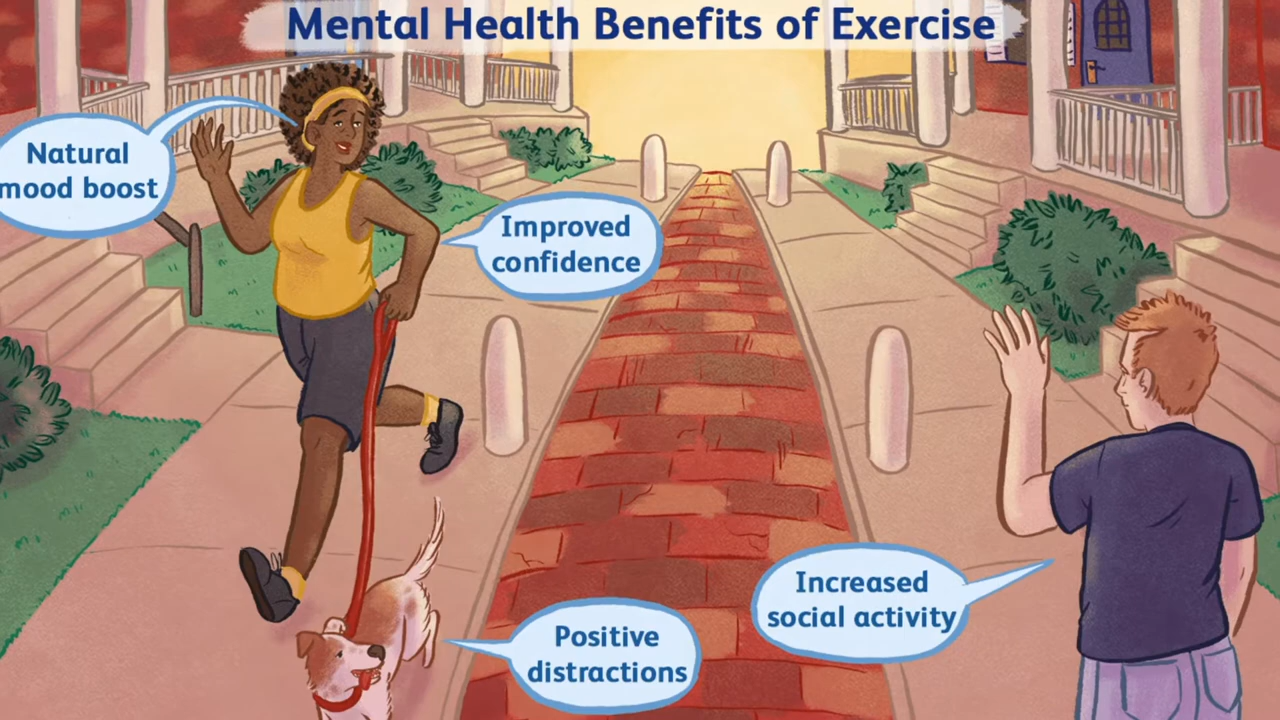 Mental Health Benefits of Exercise
Natural
mood boost
Improved
confidence
Increased
social activity
Positive
distractions